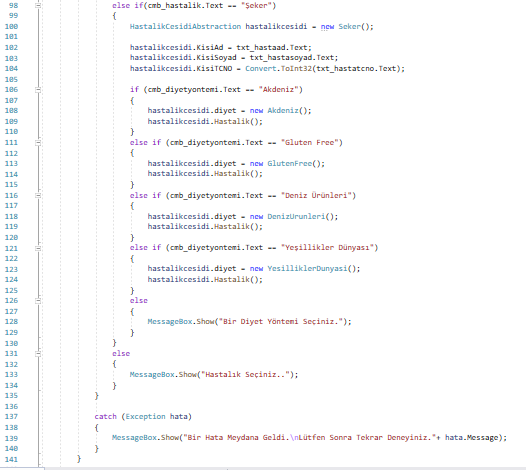 98 else if(cmb_hastalik.Text == "Şeker")
99 {
100 HastalikCesidiAbstraction hastalikcesidi = new Seker();
101
102 hastalikcesidi.KisiAd = txt_hastaad.Text;
103 hastalikcesidi.KisiSoyad = txt_hastasoyad.Text;
104 hastalikcesidi.KisiTCNO = Convert.ToInt32(txt_hastatcno.Text);
105
106 if (cmb_diyetyontemi.Text == "Akdeniz")
107 {
108 hastalikcesidi.diyet = new Akdeniz();
109 hastalikcesidi.Hastalik();
110 }
111 else if (cmb_diyetyontemi.Text == "Gluten Free")
112 {
113 hastalikcesidi.diyet = new GlutenFree();
114 hastalikcesidi.Hastalik();
115 }
116 else if (cmb_diyetyontemi.Text == "Deniz Ürünleri")
117 {
118 hastalikcesidi.diyet = new DenizUrunleri();
119 hastalikcesidi.Hastalik();
120 }
121 else if (cmb_diyetyontemi.Text == "Yeşillikler Dünyası")
122 {
123 hastalikcesidi.diyet = new YesilliklerDunyasi();
124 hastalikcesidi.Hastalik();
125 }
126 else
127 {
128 MessageBox.Show("Bir Diyet Yöntemi Seçiniz.");
129 }
130 }
131 else
132 {
133 MessageBox.Show("Hastalık Seçiniz..");
134 }
135 }
136
137 catch (Exception hata)
138 {
139 MessageBox.Show("Bir Hata Meydana Geldi.\nLütfen Sonra Tekrar Deneyiniz."+ hata.Message);
140 }
141 }